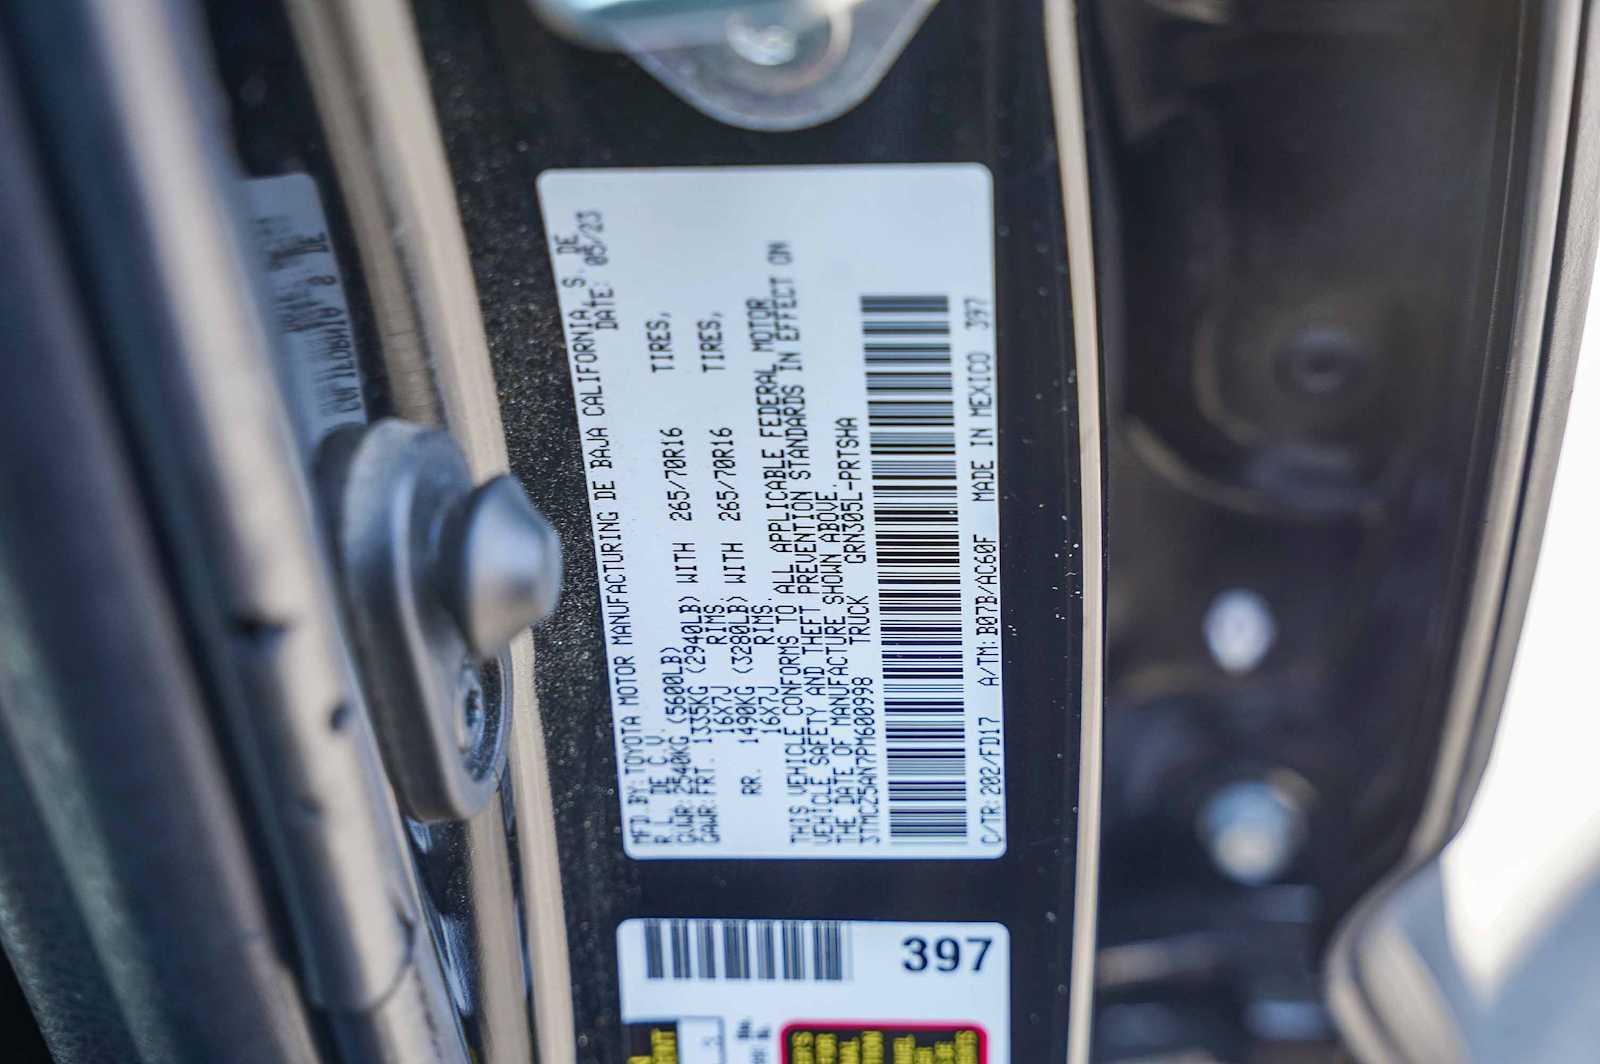 MFD.BY: TOYOTA MOTOR MANUFACTURING DE BAJA CALIFORNIA, S. DE
R.L. DE C.V. DATE: 05/23
GVWR: 2540KG (5600LB)
GAWR: FRT. 1335KG (2940LB) WITH 265/70R16 TIRES,
16X7J RIMS.
RR. 1490KG (3280LB) WITH 265/70R16 TIRES,
16X7J RIMS.
THIS VEHICLE CONFORMS TO ALL APPLICABLE FEDERAL MOTOR
VEHICLE SAFETY AND THEFT PREVENTION STANDARDS IN EFFECT ON
THE DATE OF MANUFACTURE SHOWN ABOVE.
3TMCZ5AN7PM600998 TRUCK GRN305L-PRTSHA
C/TR: 202/FD17 A/TM: B07B/AC60F MADE IN MEXICO 397
397